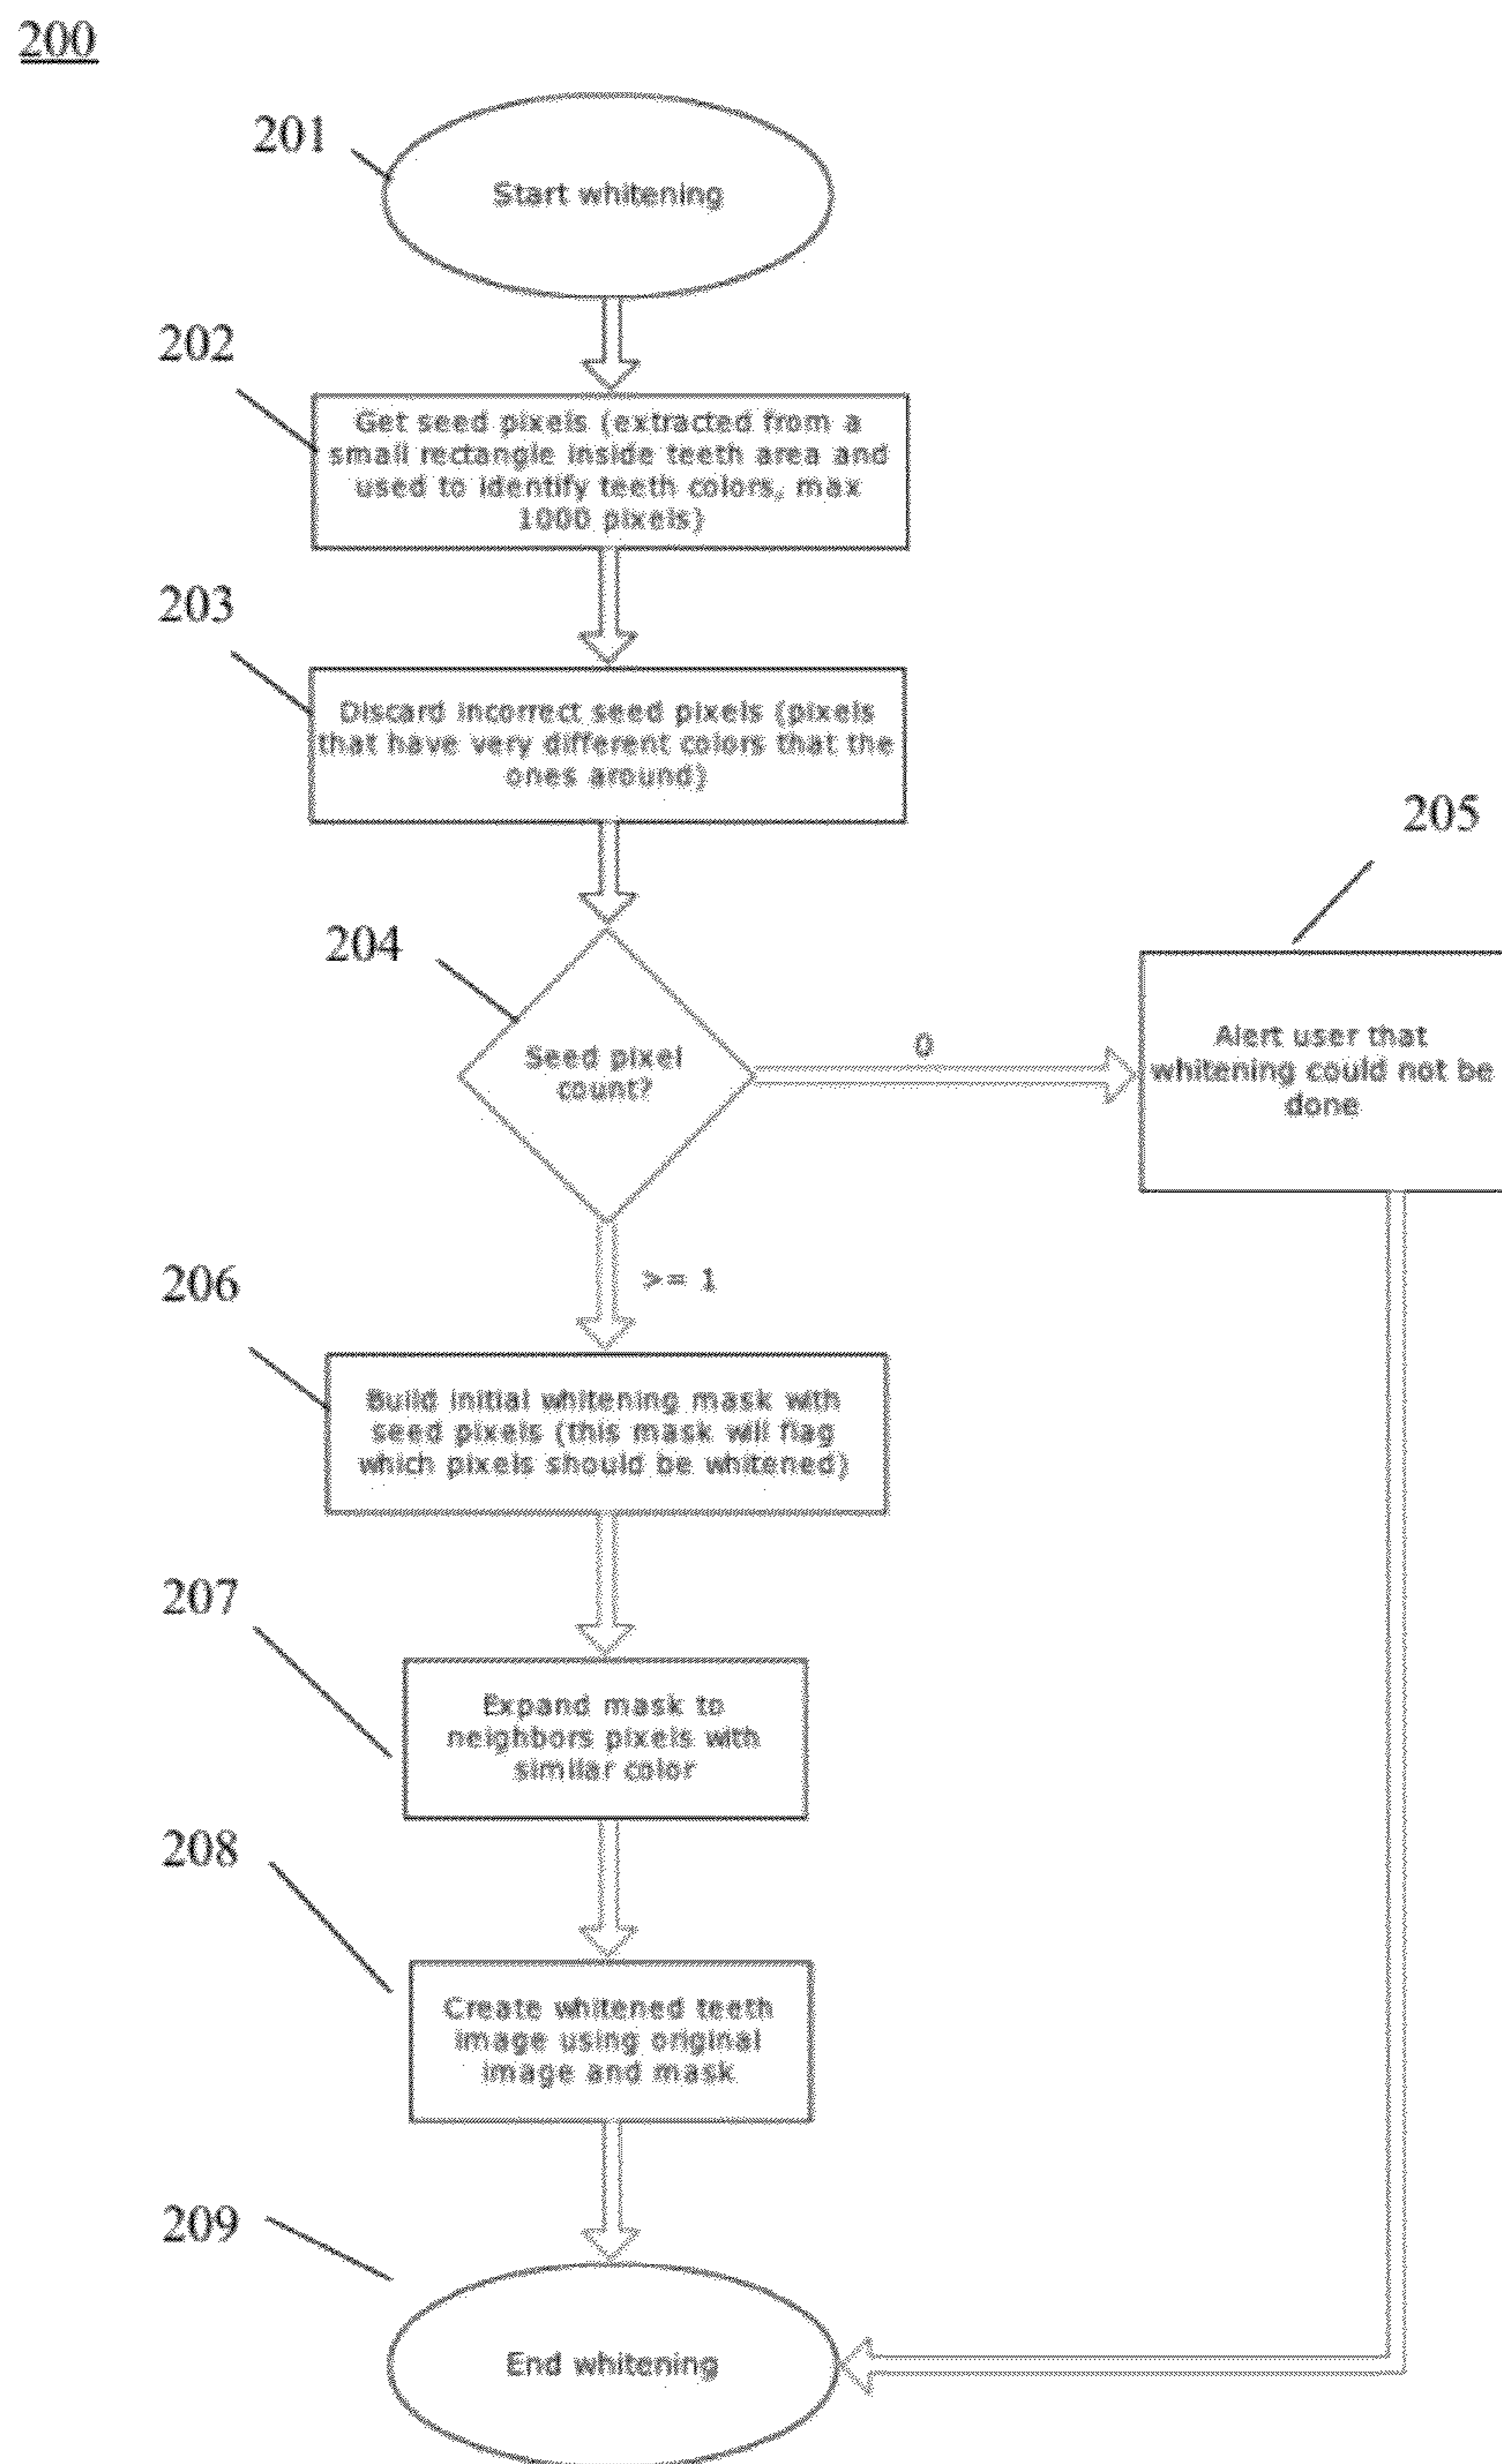 200
201
Start whitening
202
Get seed pixels (extracted from a
small rectangle inside teeth area and
used to identify teeth colors, max
1000 pixels)
203
Discard incorrect seed pixels (pixels
that have very different colors that the
ones around)
205
204
Seed pixel
count?
0
Alert user that
whitening could not be
done
>= 1
206
Build initial whitening mask with
seed pixels (this mask will flag
which pixels should be whitened)
207
Expand mask to
neighbors pixels with
similar color
208
Create whitened teeth
image using original
image and mask
209
End whitening